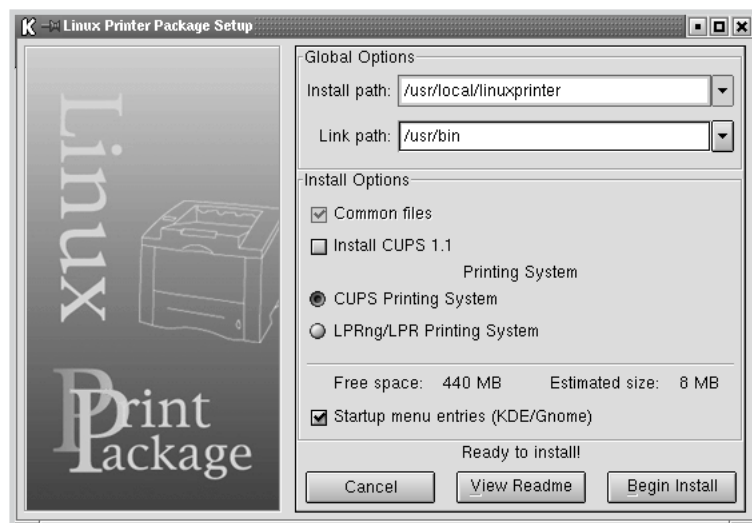 Linux Printer Package Setup
Linux
Print
Package
Global Options
Install path: /usr/local/linuxprinter
Link path: /usr/bin
Install Options
Common files
Install CUPS 1.1
Printing System
CUPS Printing System
LPRng/LPR Printing System
Free space: 440 MB Estimated size: 8 MB
Startup menu entries (KDE/Gnome)
Ready to install!
Cancel View Readme Begin Install